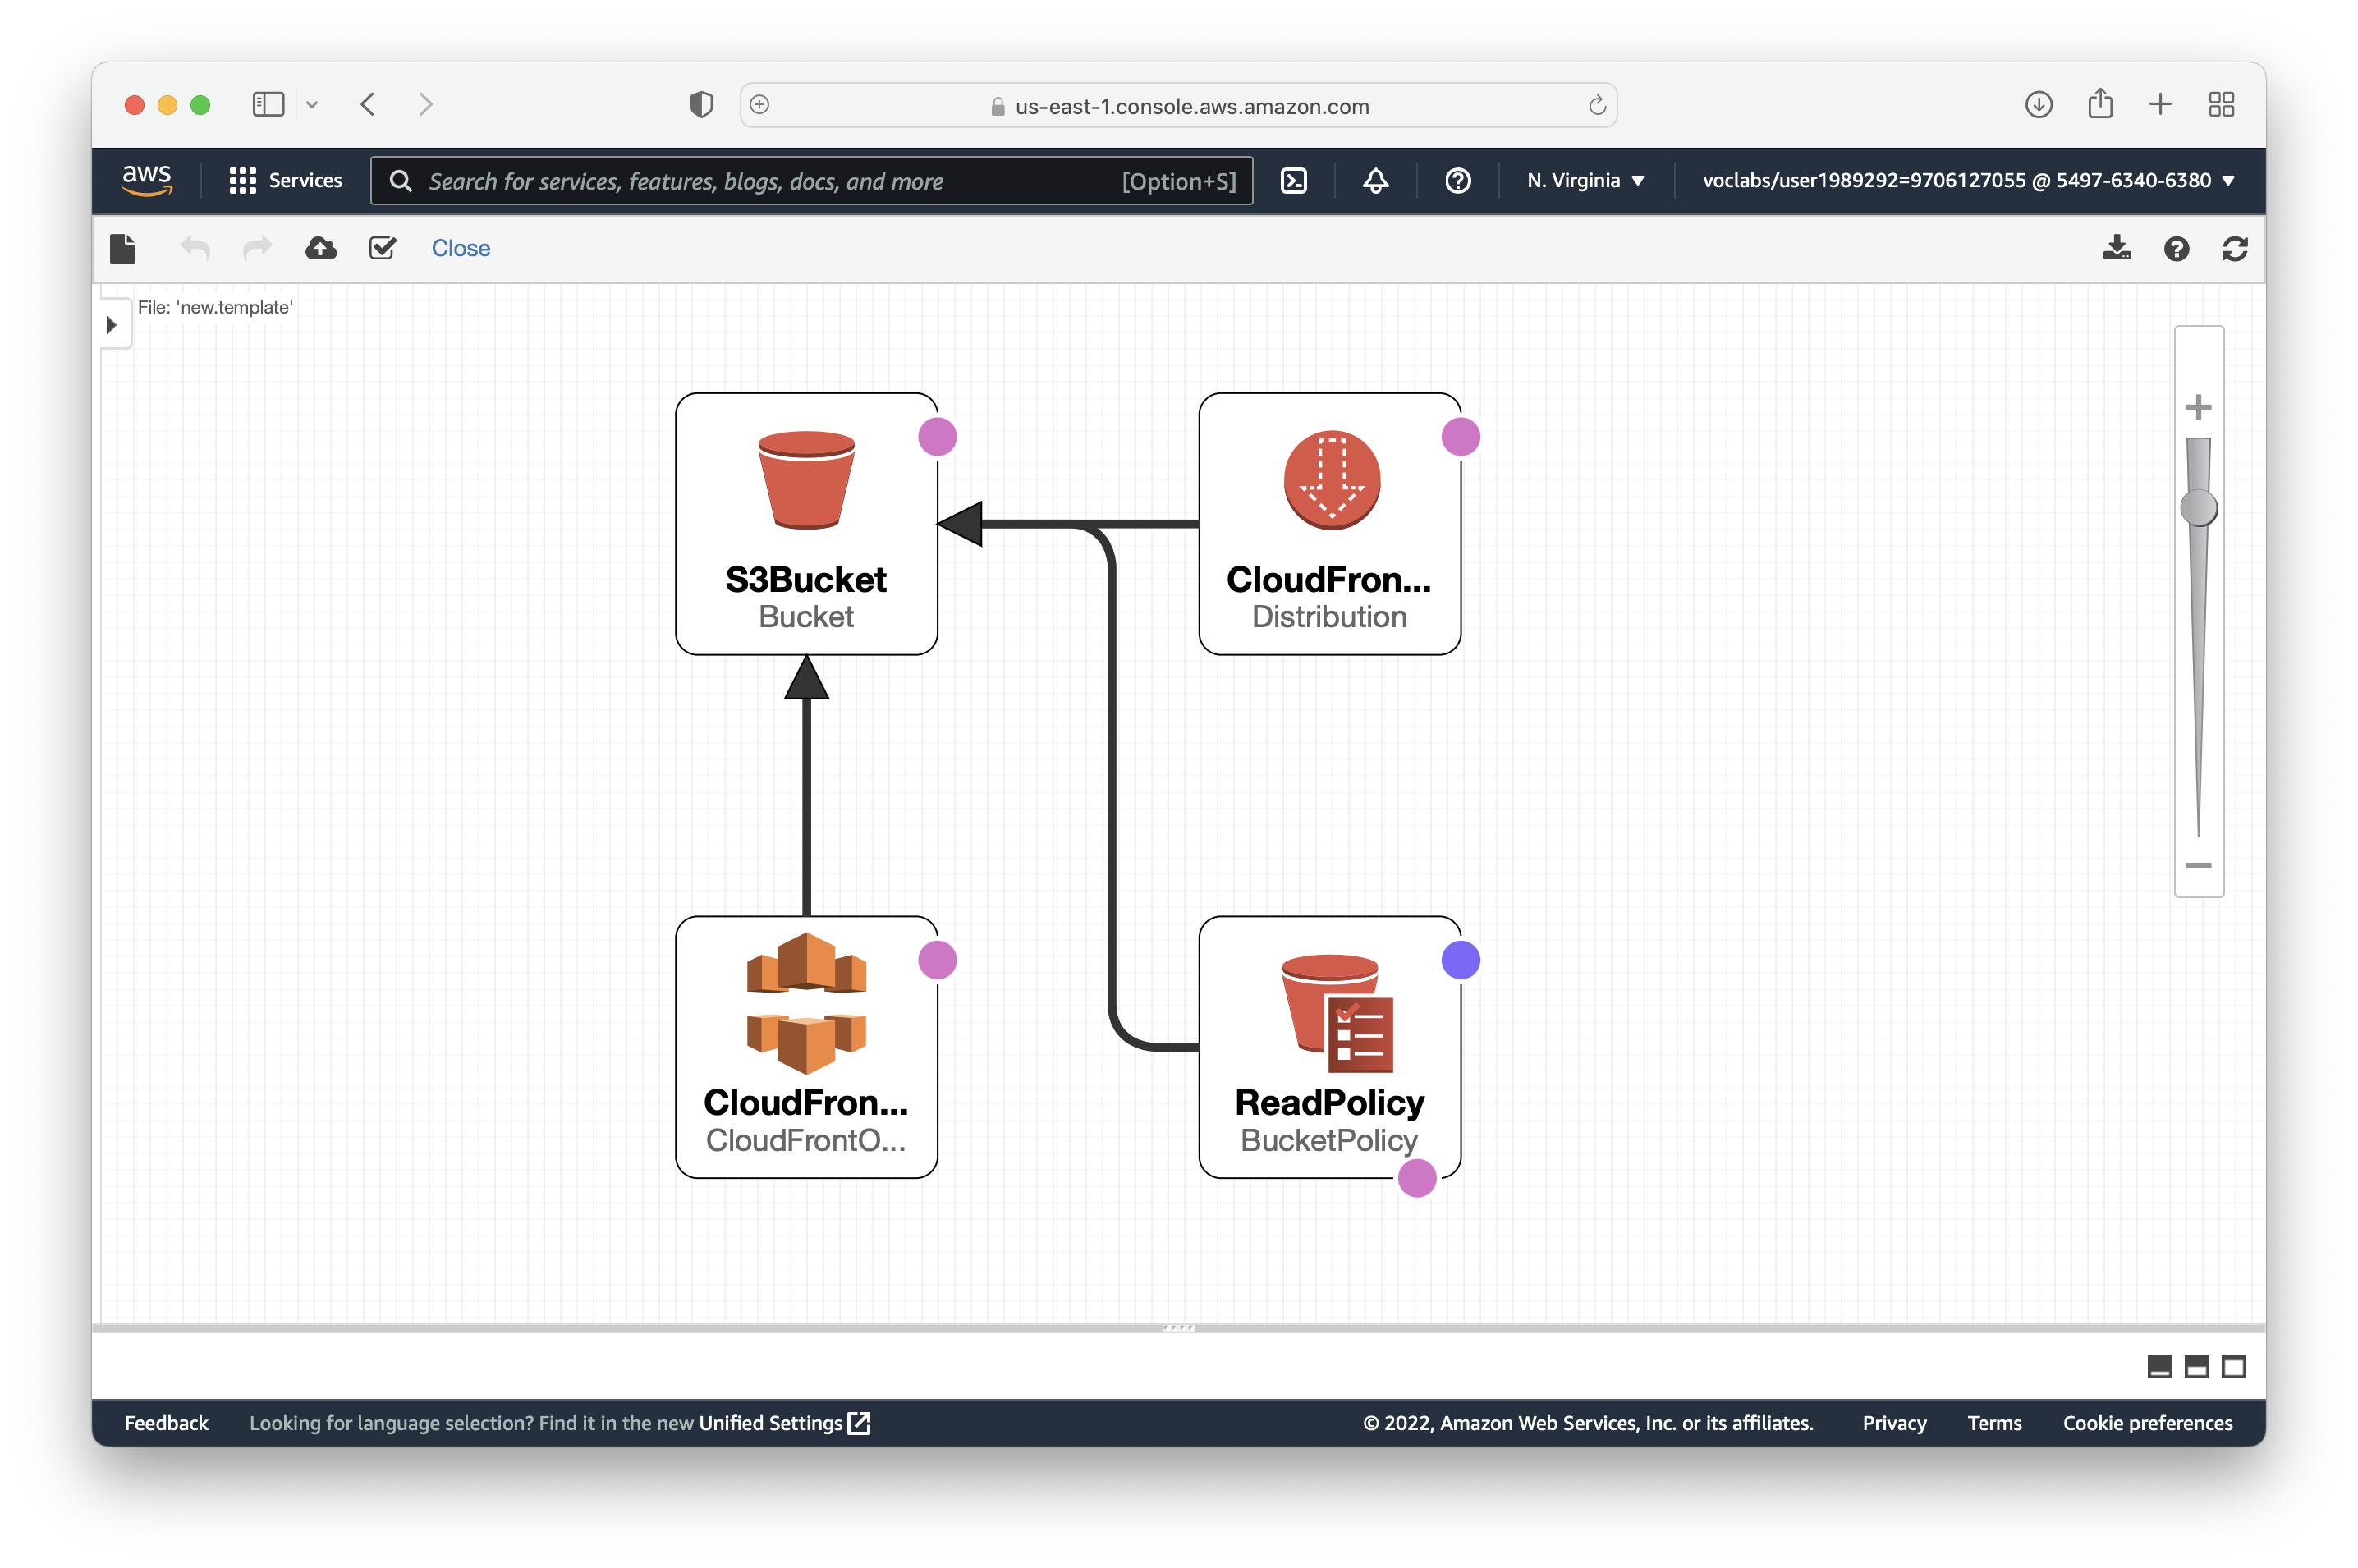 us-east-1.console.aws.amazon.com
aws
Services
Search for services, features, blogs, docs, and more
[Option+S]
N. Virginia
voclabs/user1989292=9706127055 @ 5497-6340-6380
Close
File: 'new.template'
S3Bucket
Bucket
CloudFron...
Distribution
CloudFron...
CloudFrontO...
ReadPolicy
BucketPolicy
Feedback
Looking for language selection? Find it in the new Unified Settings
© 2022, Amazon Web Services, Inc. or its affiliates.
Privacy
Terms
Cookie preferences